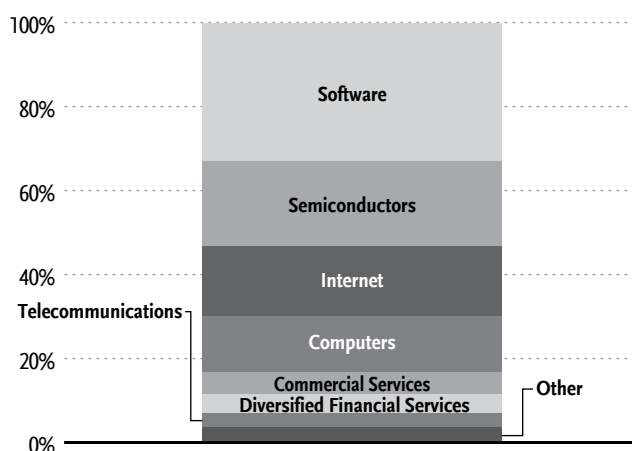 100%
Software
80%
60%
Semiconductors
40%
Internet
Telecommunications
Computers
20%
Commercial Services
Other
Diversified Financial Services
0%